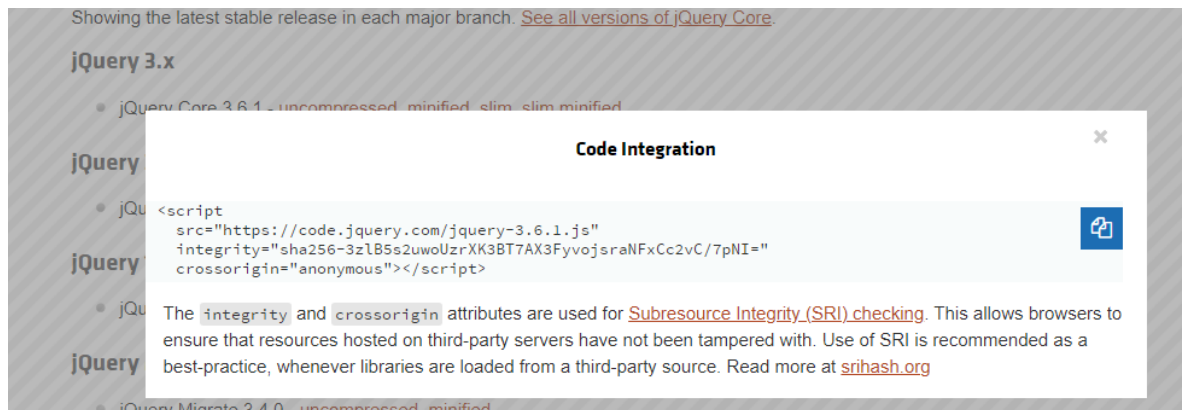 Showing the latest stable release in each major branch. See all versions of jQuery Core.
jQuery 3.x
jQuery Core 3.6.1 - uncompressed, minified, slim, slim minified
Code Integration
×
jQuery
jQu
<script
src="https://code.jquery.com/jquery-3.6.1.js"
integrity="sha256-3zlB5s2uwoUzrXK3BT7AX3FyvojsraNFxCc2vC/7pNI="
crossorigin="anonymous"></script>
jQuery
jQu
The integrity and crossorigin attributes are used for Subresource Integrity (SRI) checking. This allows browsers to
ensure that resources hosted on third-party servers have not been tampered with. Use of SRI is recommended as a
jQuery
best-practice, whenever libraries are loaded from a third-party source. Read more at srihash.org
jQuery Migrate 3.4.0 - uncompressed, minified